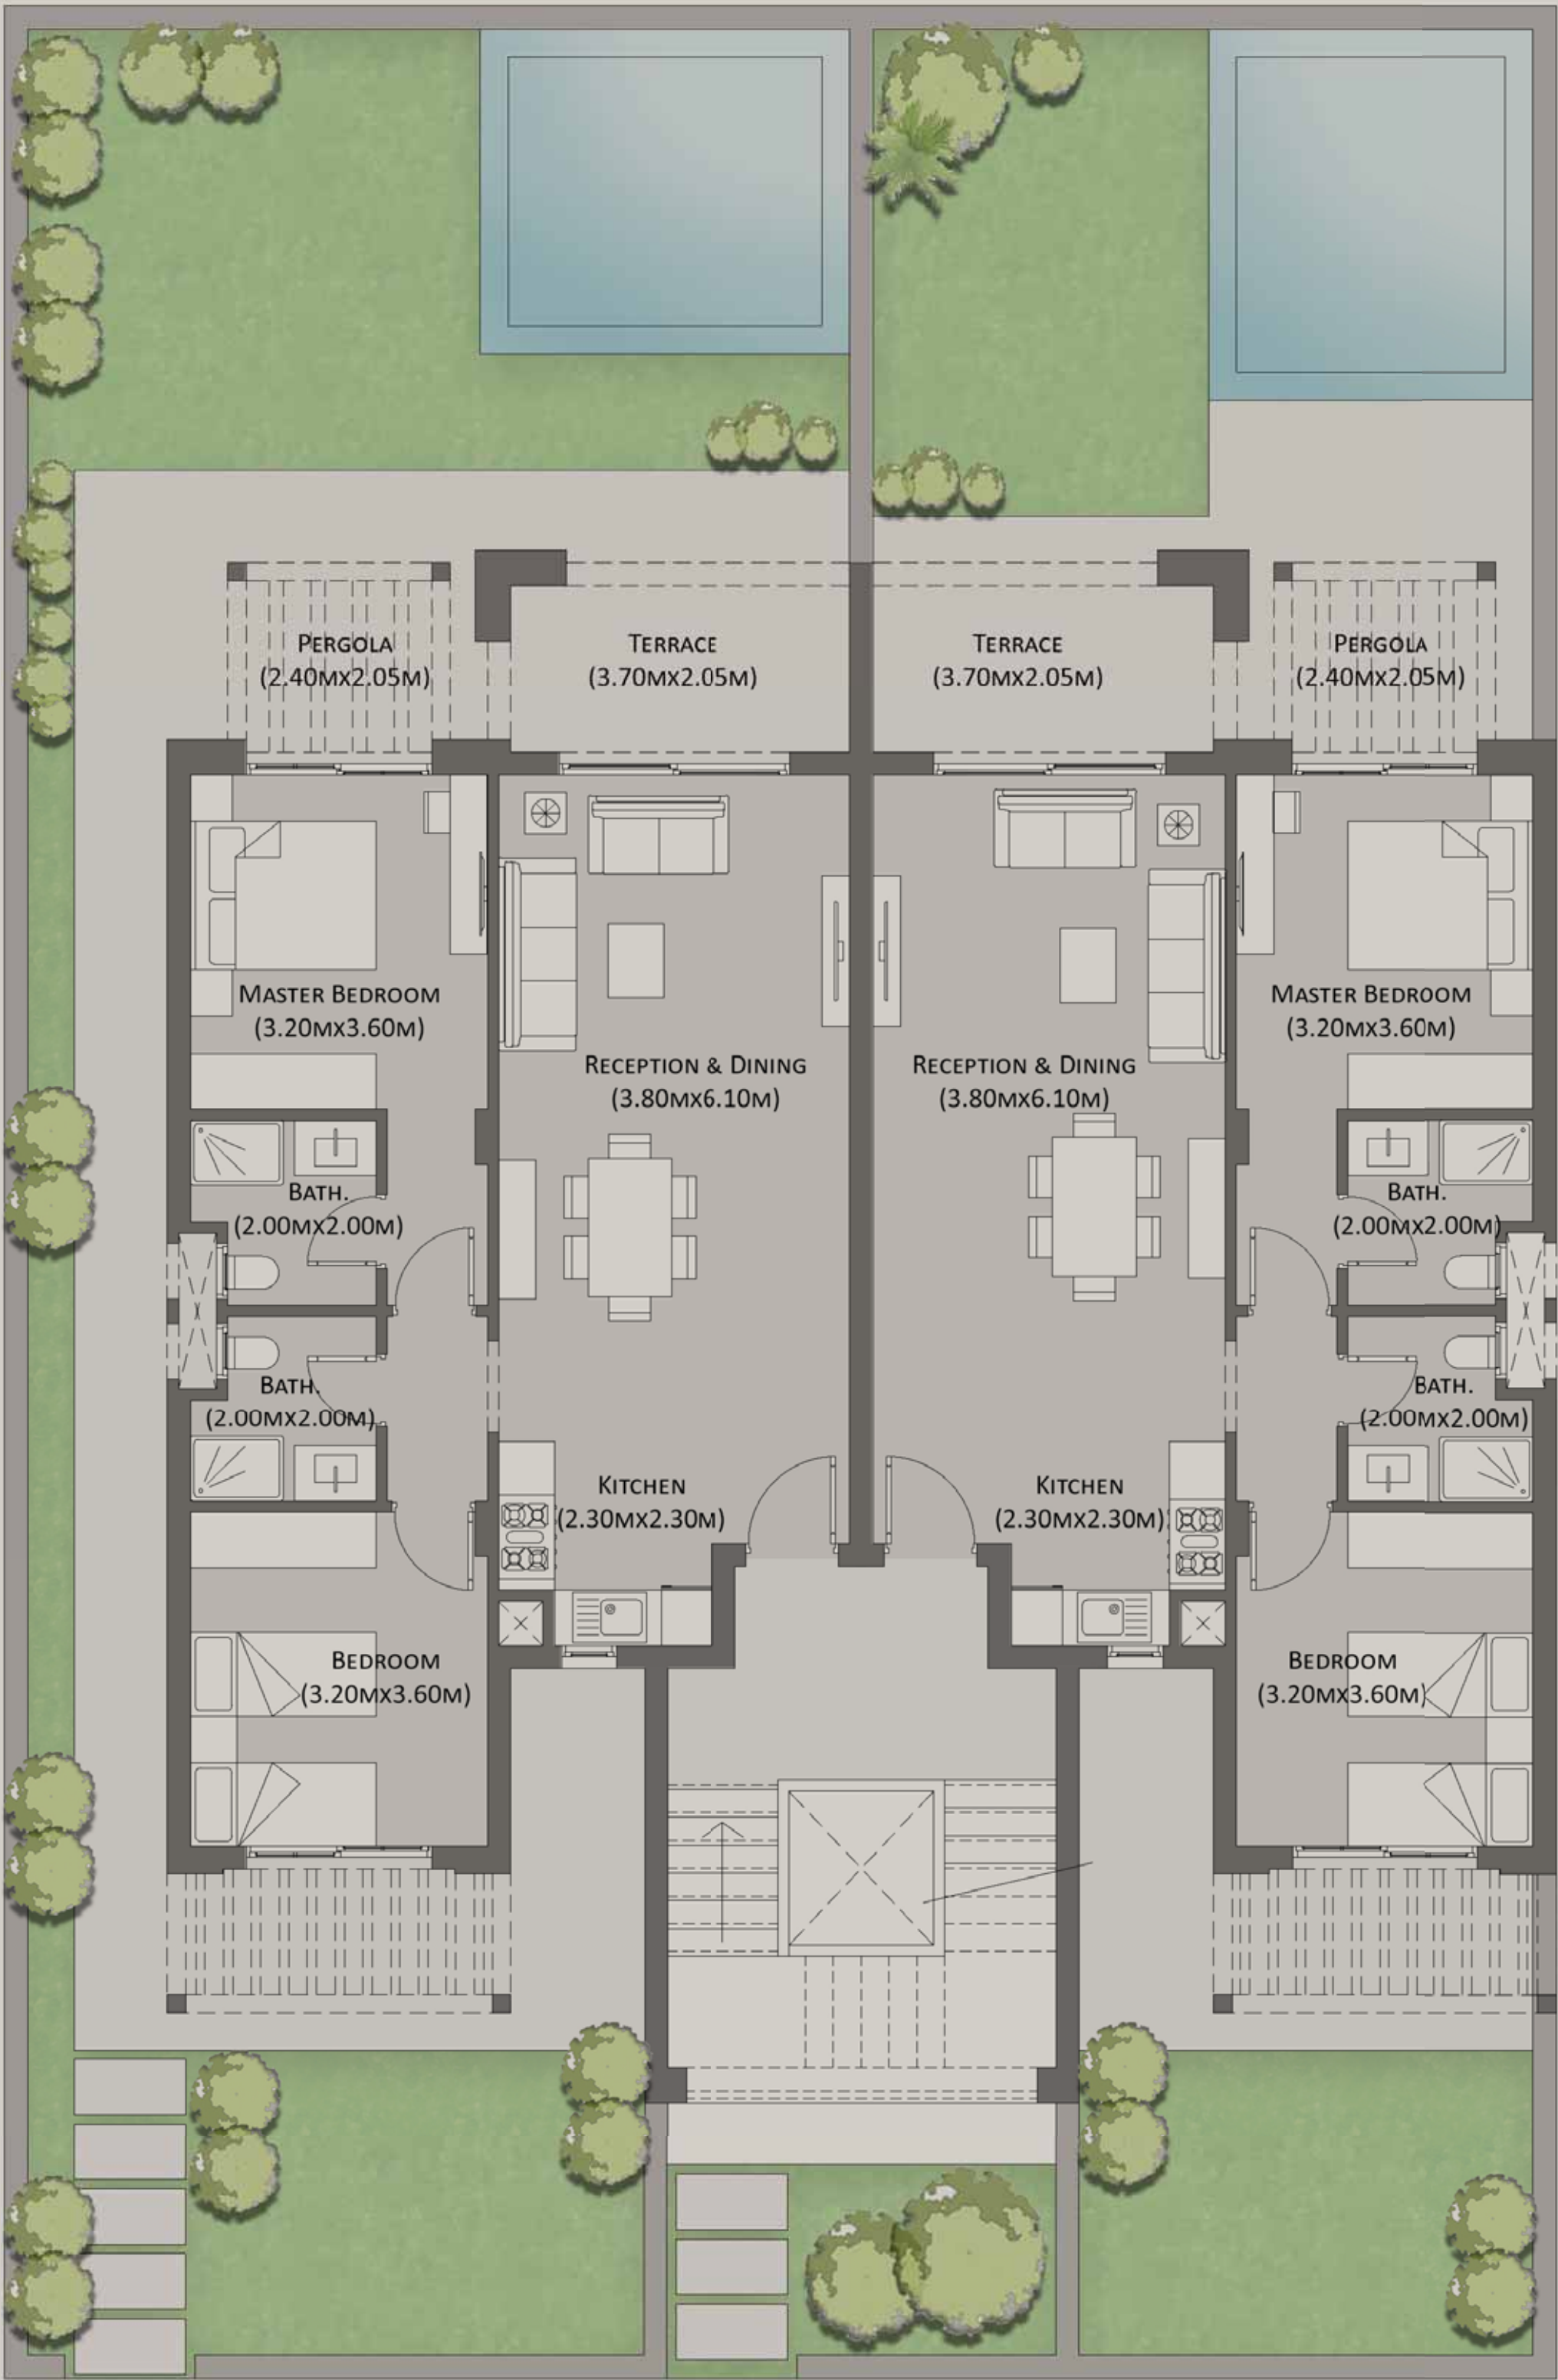 PERGOLA
(2.40MX2.05M)
TERRACE
(3.70MX2.05M)
TERRACE
(3.70MX2.05M)
PERGOLA
(2.40MX2.05M)
MASTER BEDROOM
(3.20MX3.60M)
MASTER BEDROOM
(3.20MX3.60M)
RECEPTION & DINING
(3.80MX6.10M)
RECEPTION & DINING
(3.80MX6.10M)
BATH.
(2.00MX2.00M)
BATH.
(2.00MX2.00M)
BATH.
(2.00MX2.00M)
BATH.
(2.00MX2.00M)
KITCHEN
(2.30MX2.30M)
KITCHEN
(2.30MX2.30M)
BEDROOM
(3.20MX3.60M)
BEDROOM
(3.20MX3.60M)